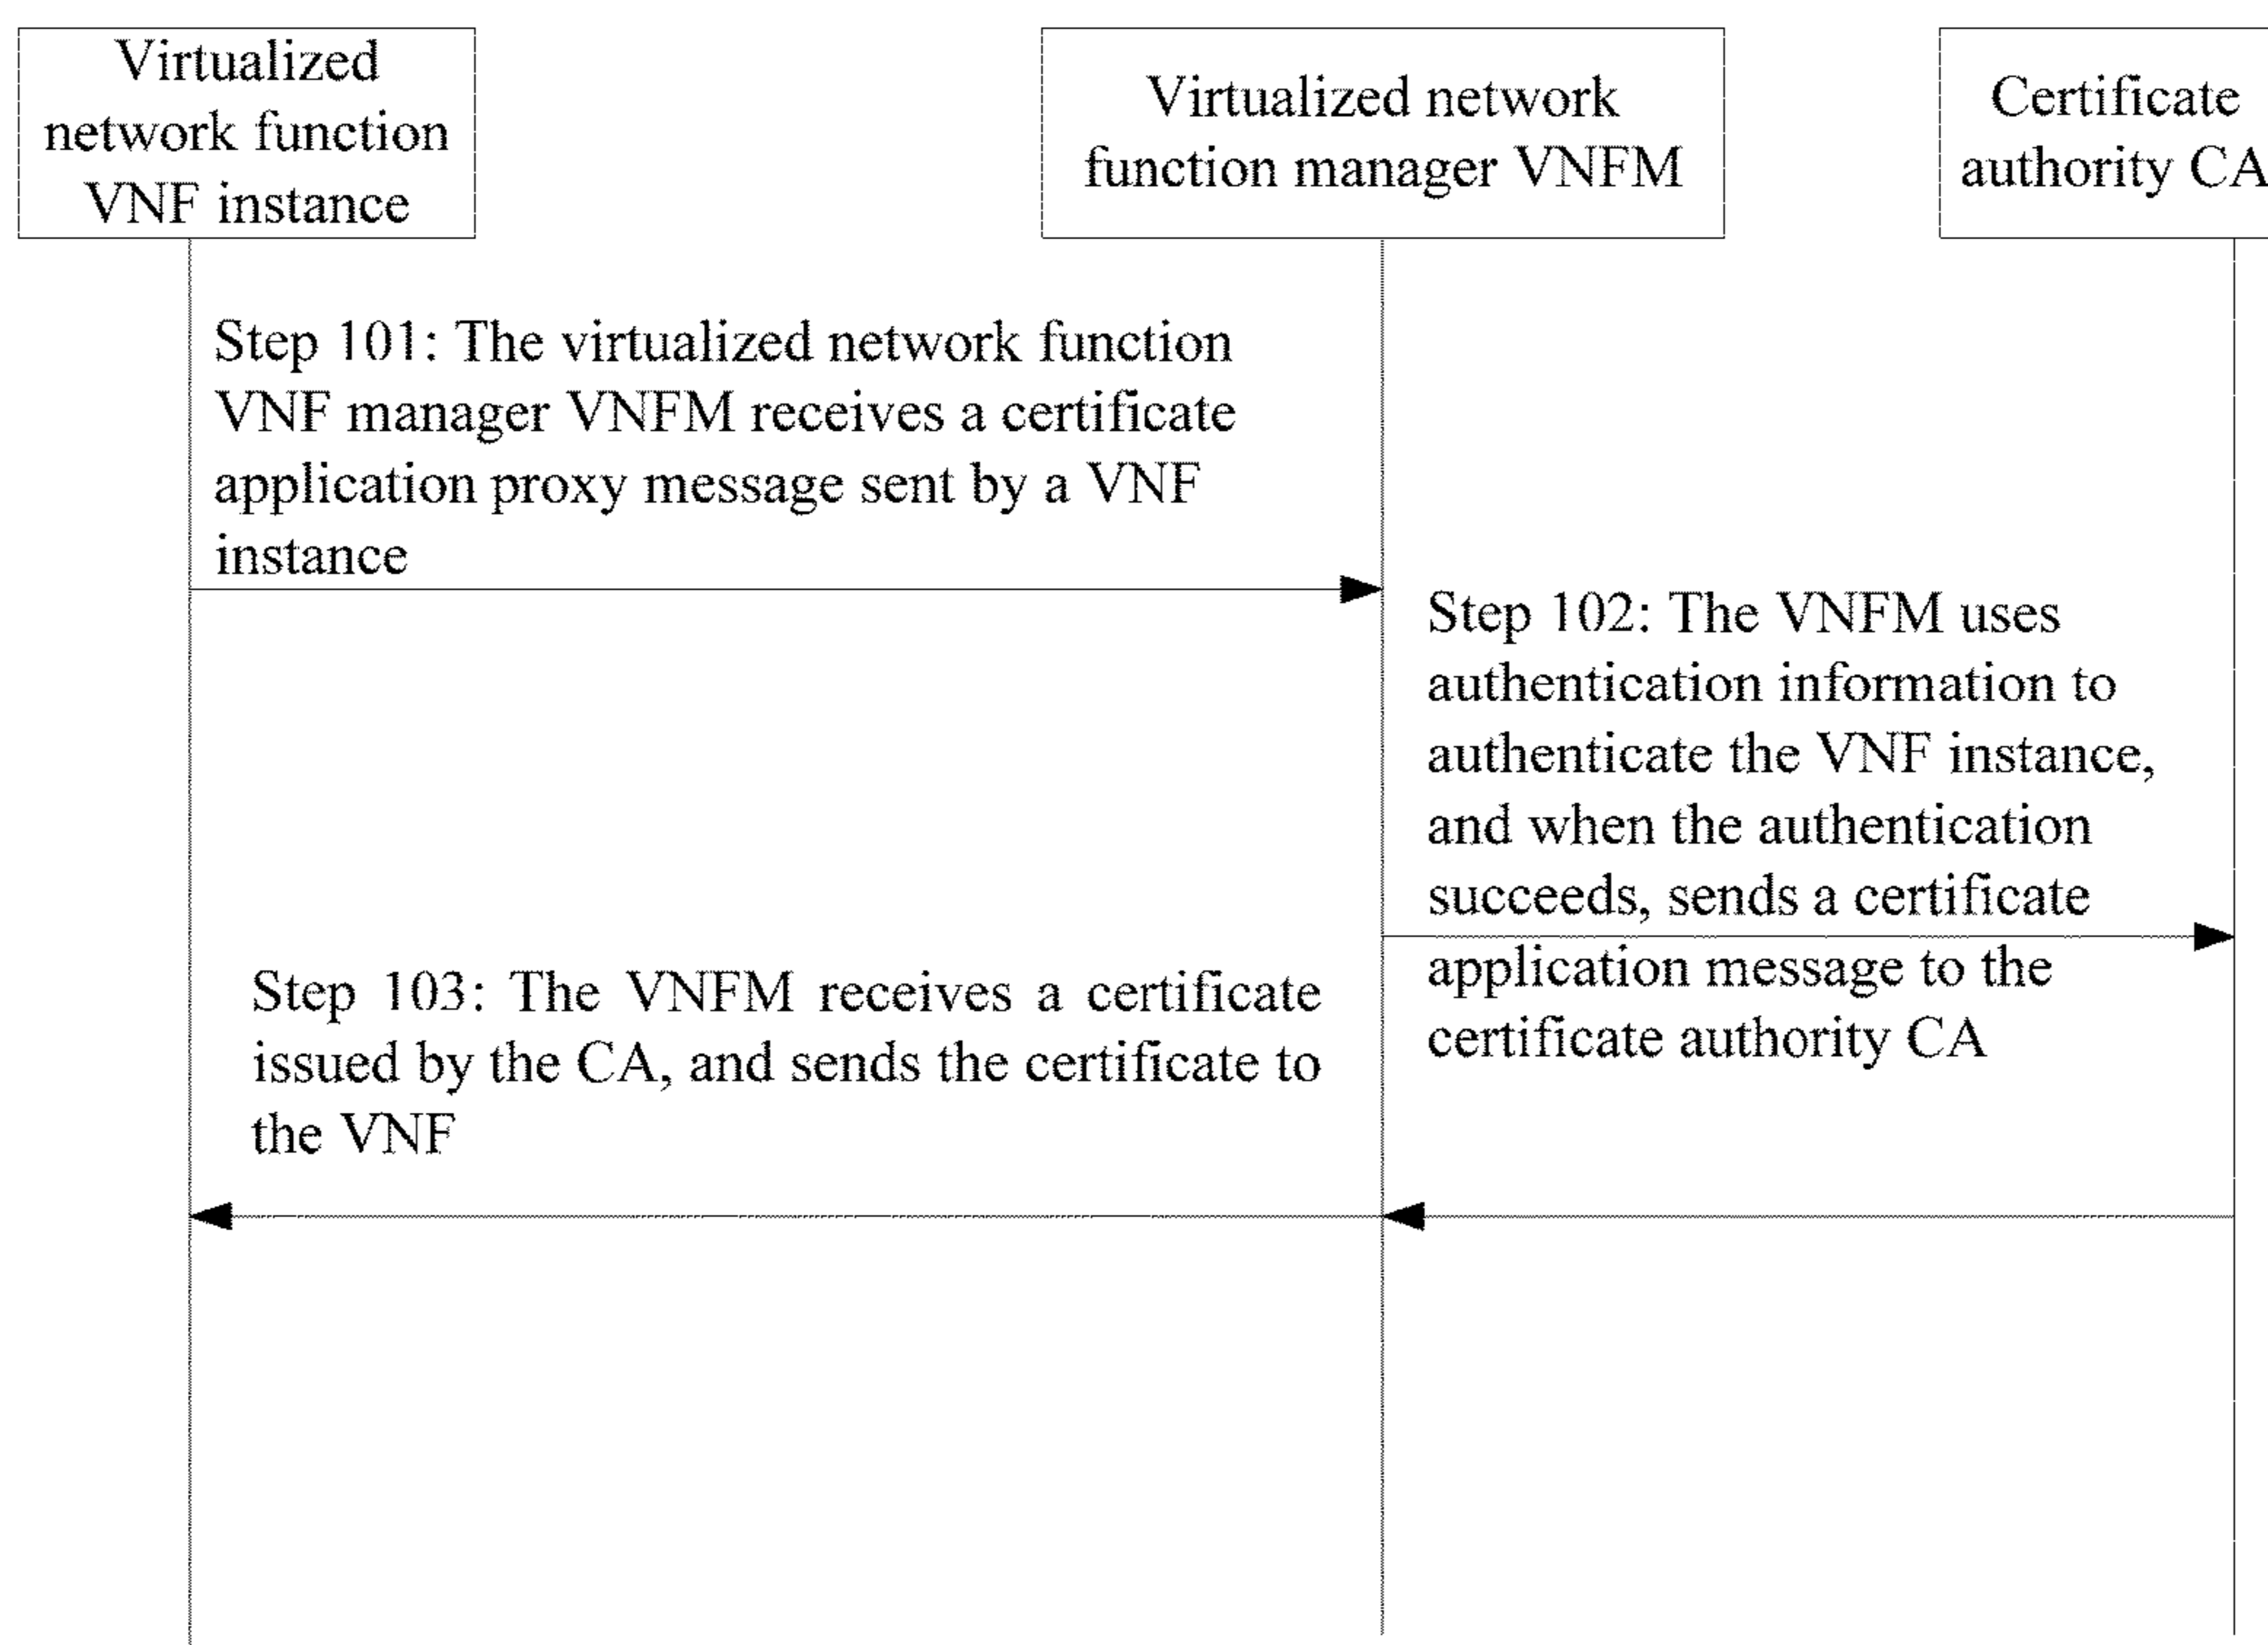 Virtualized
network function
VNF instance
Virtualized network
function manager VNFM
Certificate
authority CA
Step 101: The virtualized network function
VNF manager VNFM receives a certificate
application proxy message sent by a VNF
instance
Step 102: The VNFM uses
authentication information to
authenticate the VNF instance,
and when the authentication
succeeds, sends a certificate
application message to the
certificate authority CA
Step 103: The VNFM receives a certificate
issued by the CA, and sends the certificate to
the VNF